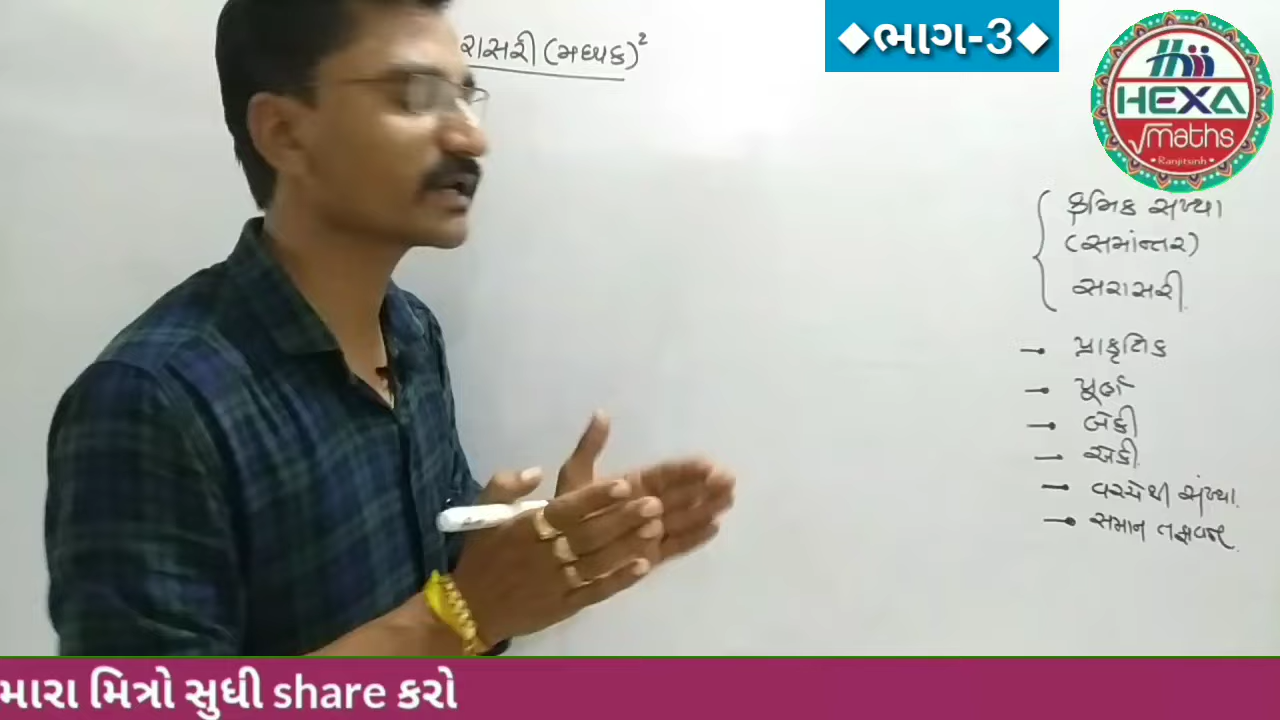 રાસરી (મધ્યક)²
◆ભાગ-3◆
HEXA
√maths
• Ranjitsinh •
ક્રમિક સંખ્યા
(સમાંન્તર)
સરાસરી
પ્રાકૃતિક
પૂર્ણ
બેકી
એકી
વચ્ચેથી સંખ્યા
સમાન તફાવત
મારા મિત્રો સુધી share કરો